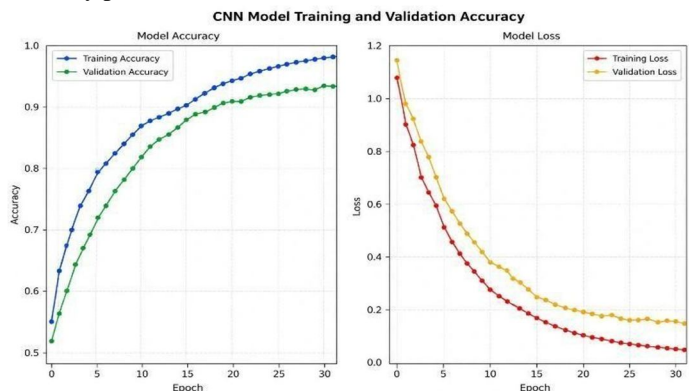 CNN Model Training and Validation Accuracy
Model Accuracy
Training Accuracy
Validation Accuracy
1.0
0.9
0.8
0.7
0.6
0.5
Accuracy
0
5
10
15
20
25
30
Epoch
Model Loss
Training Loss
Validation Loss
1.2
1.0
0.8
0.6
0.4
0.2
0.0
Loss
0
5
10
15
20
25
30
Epoch